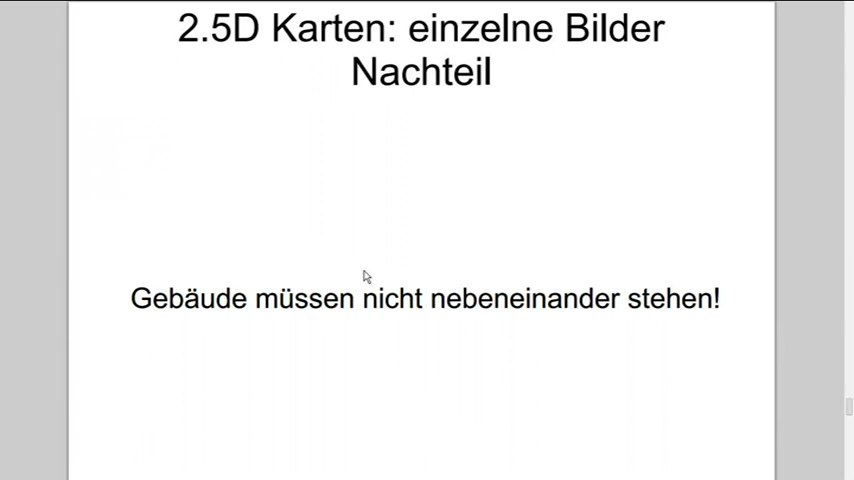 2.5D Karten: einzelne Bilder
Nachteil
Gebäude müssen nicht nebeneinander stehen!